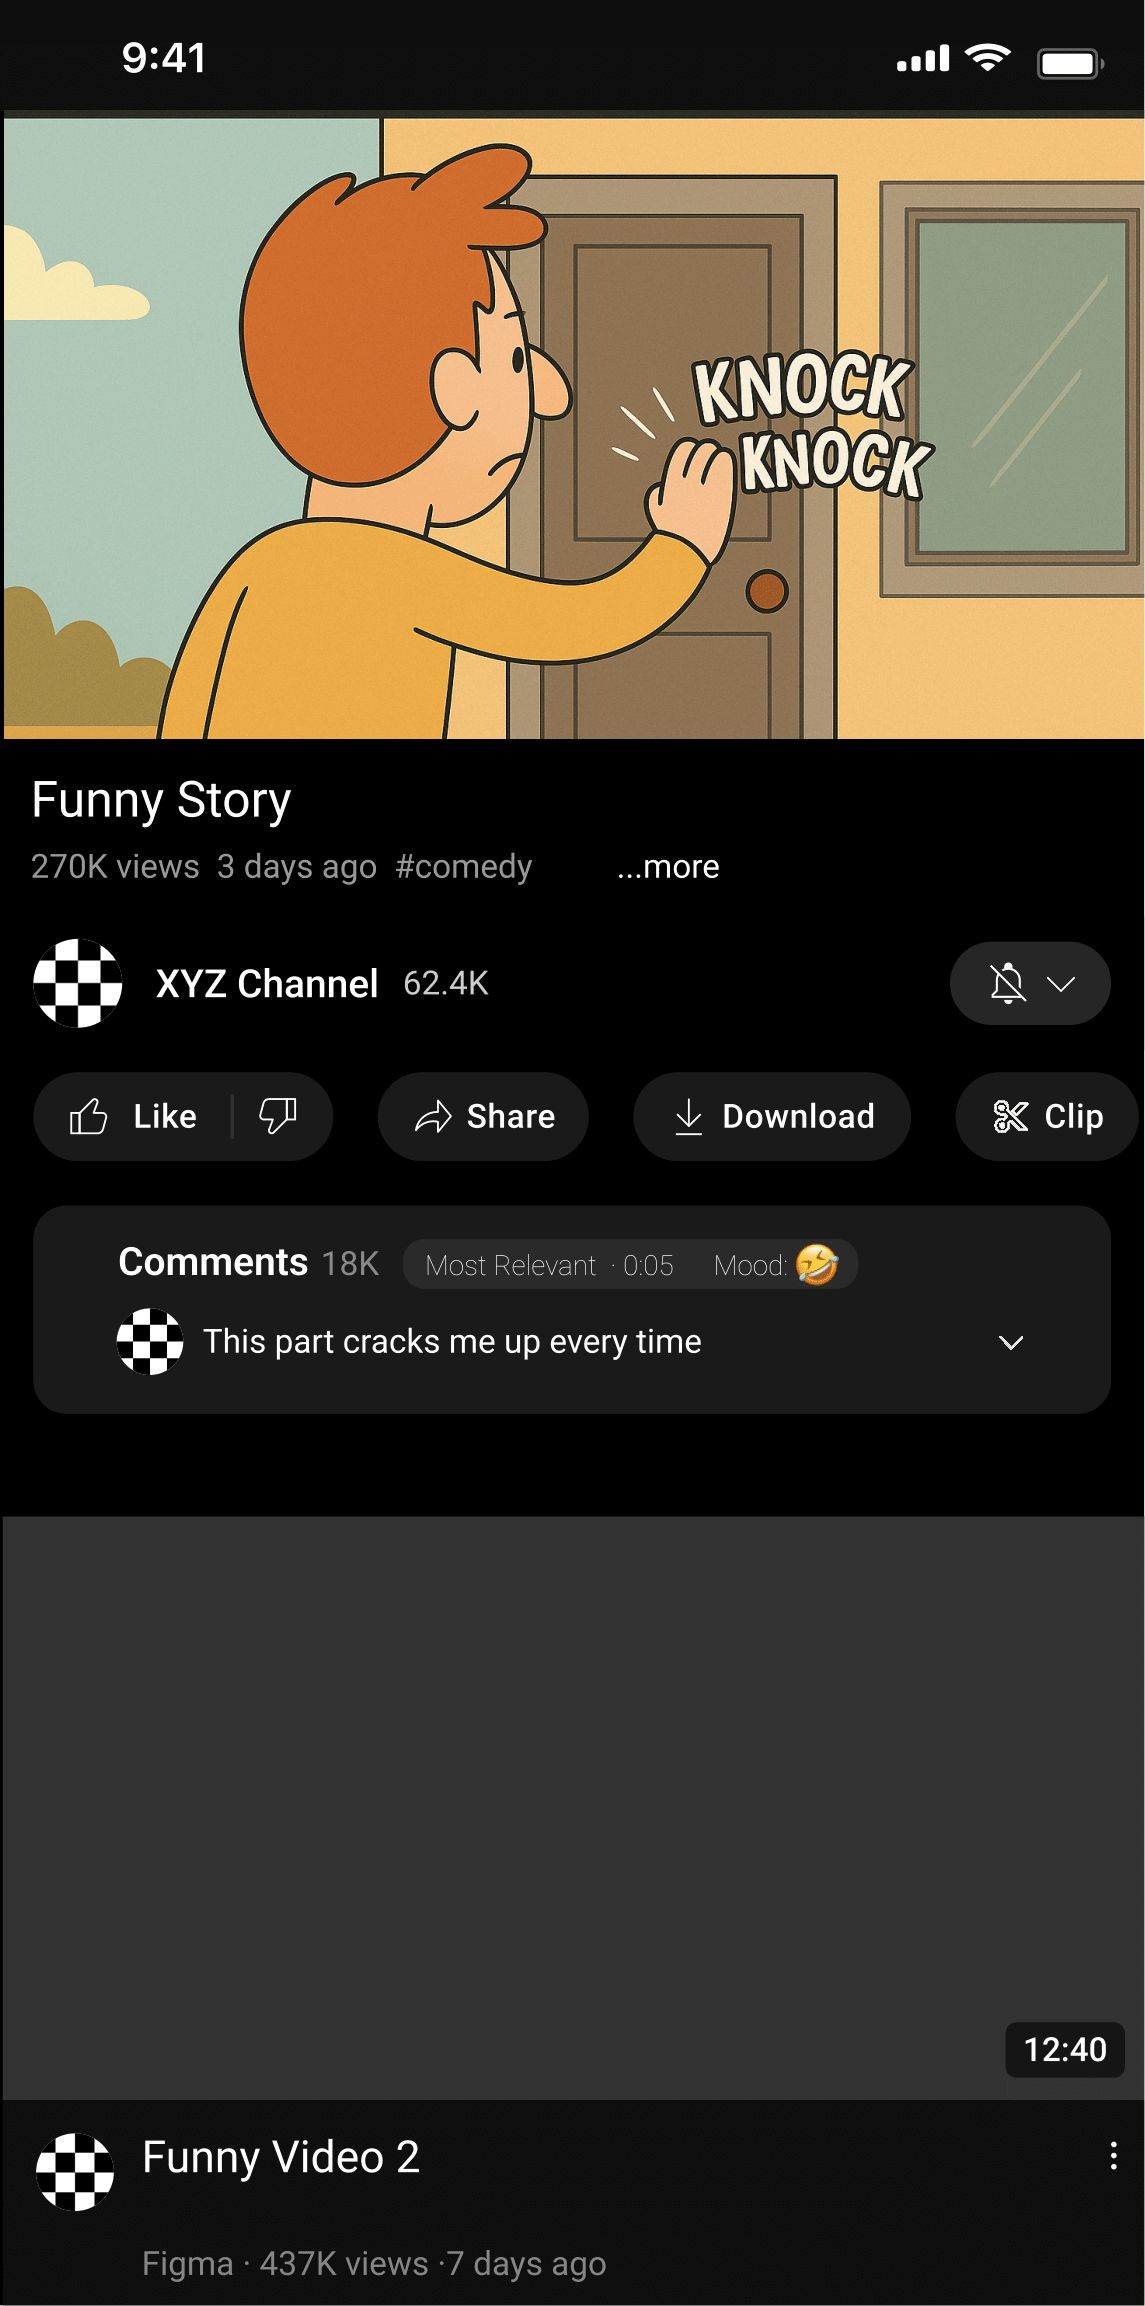 9:41
KNOCK
KNOCK
Funny Story
270K views 3 days ago #comedy ...more
XYZ Channel 62.4K
Like Share Download Clip
Comments 18K Most Relevant · 0:05 Mood: 🤣
This part cracks me up every time
12:40
Funny Video 2
Figma · 437K views ·7 days ago